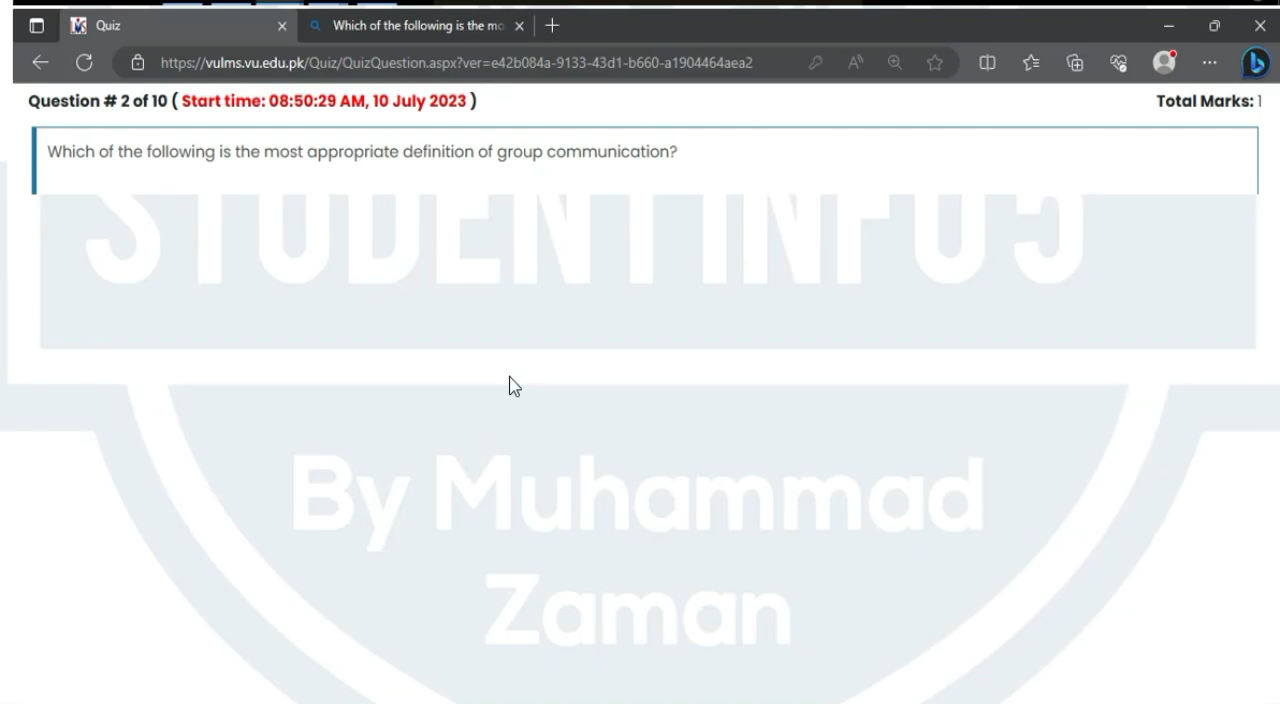 Quiz
Which of the following is the mo
https://vulms.vu.edu.pk/Quiz/QuizQuestion.aspx?ver=e42b084a-9133-43d1-b660-a1904464aea2
Question # 2 of 10 ( Start time: 08:50:29 AM, 10 July 2023 )
Total Marks: 1
Which of the following is the most appropriate definition of group communication?
STUDENTINFO5
By Muhammad
Zaman